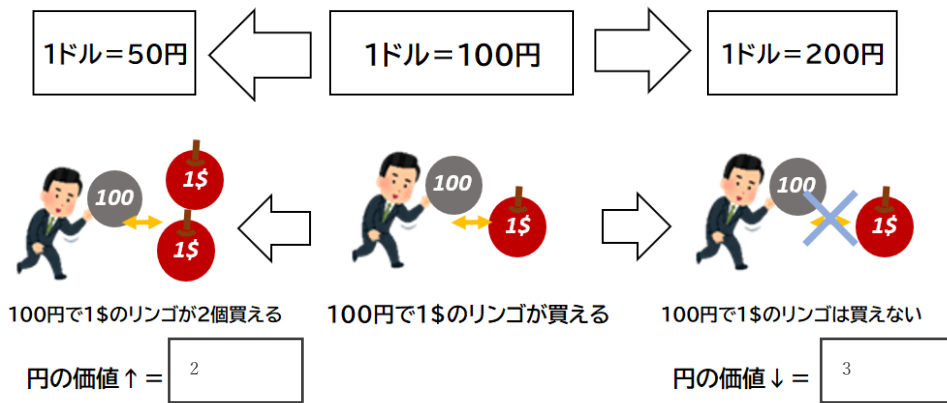 1ドル=50円
1ドル=100円
1ドル=200円
100
1$
1$
100
1$
100
1$
100円で1$のリンゴが2個買える
100円で1$のリンゴが買える
100円で1$のリンゴは買えない
円の価値↑= 2
円の価値↓= 3